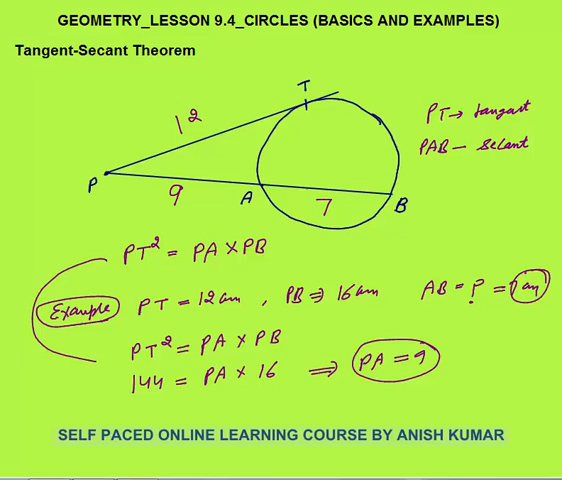 GEOMETRY_LESSON 9.4_CIRCLES (BASICS AND EXAMPLES)
Tangent-Secant Theorem
T
12
PT → tangent
PAB – Secant
P
9
A
7
B
PT² = PA × PB
Example
PT = 12 cm , PB ⇒ 16 cm
AB = ? = 7 cm
PT² = PA × PB
144 = PA × 16 ⇒ PA = 9
SELF PACED ONLINE LEARNING COURSE BY ANISH KUMAR